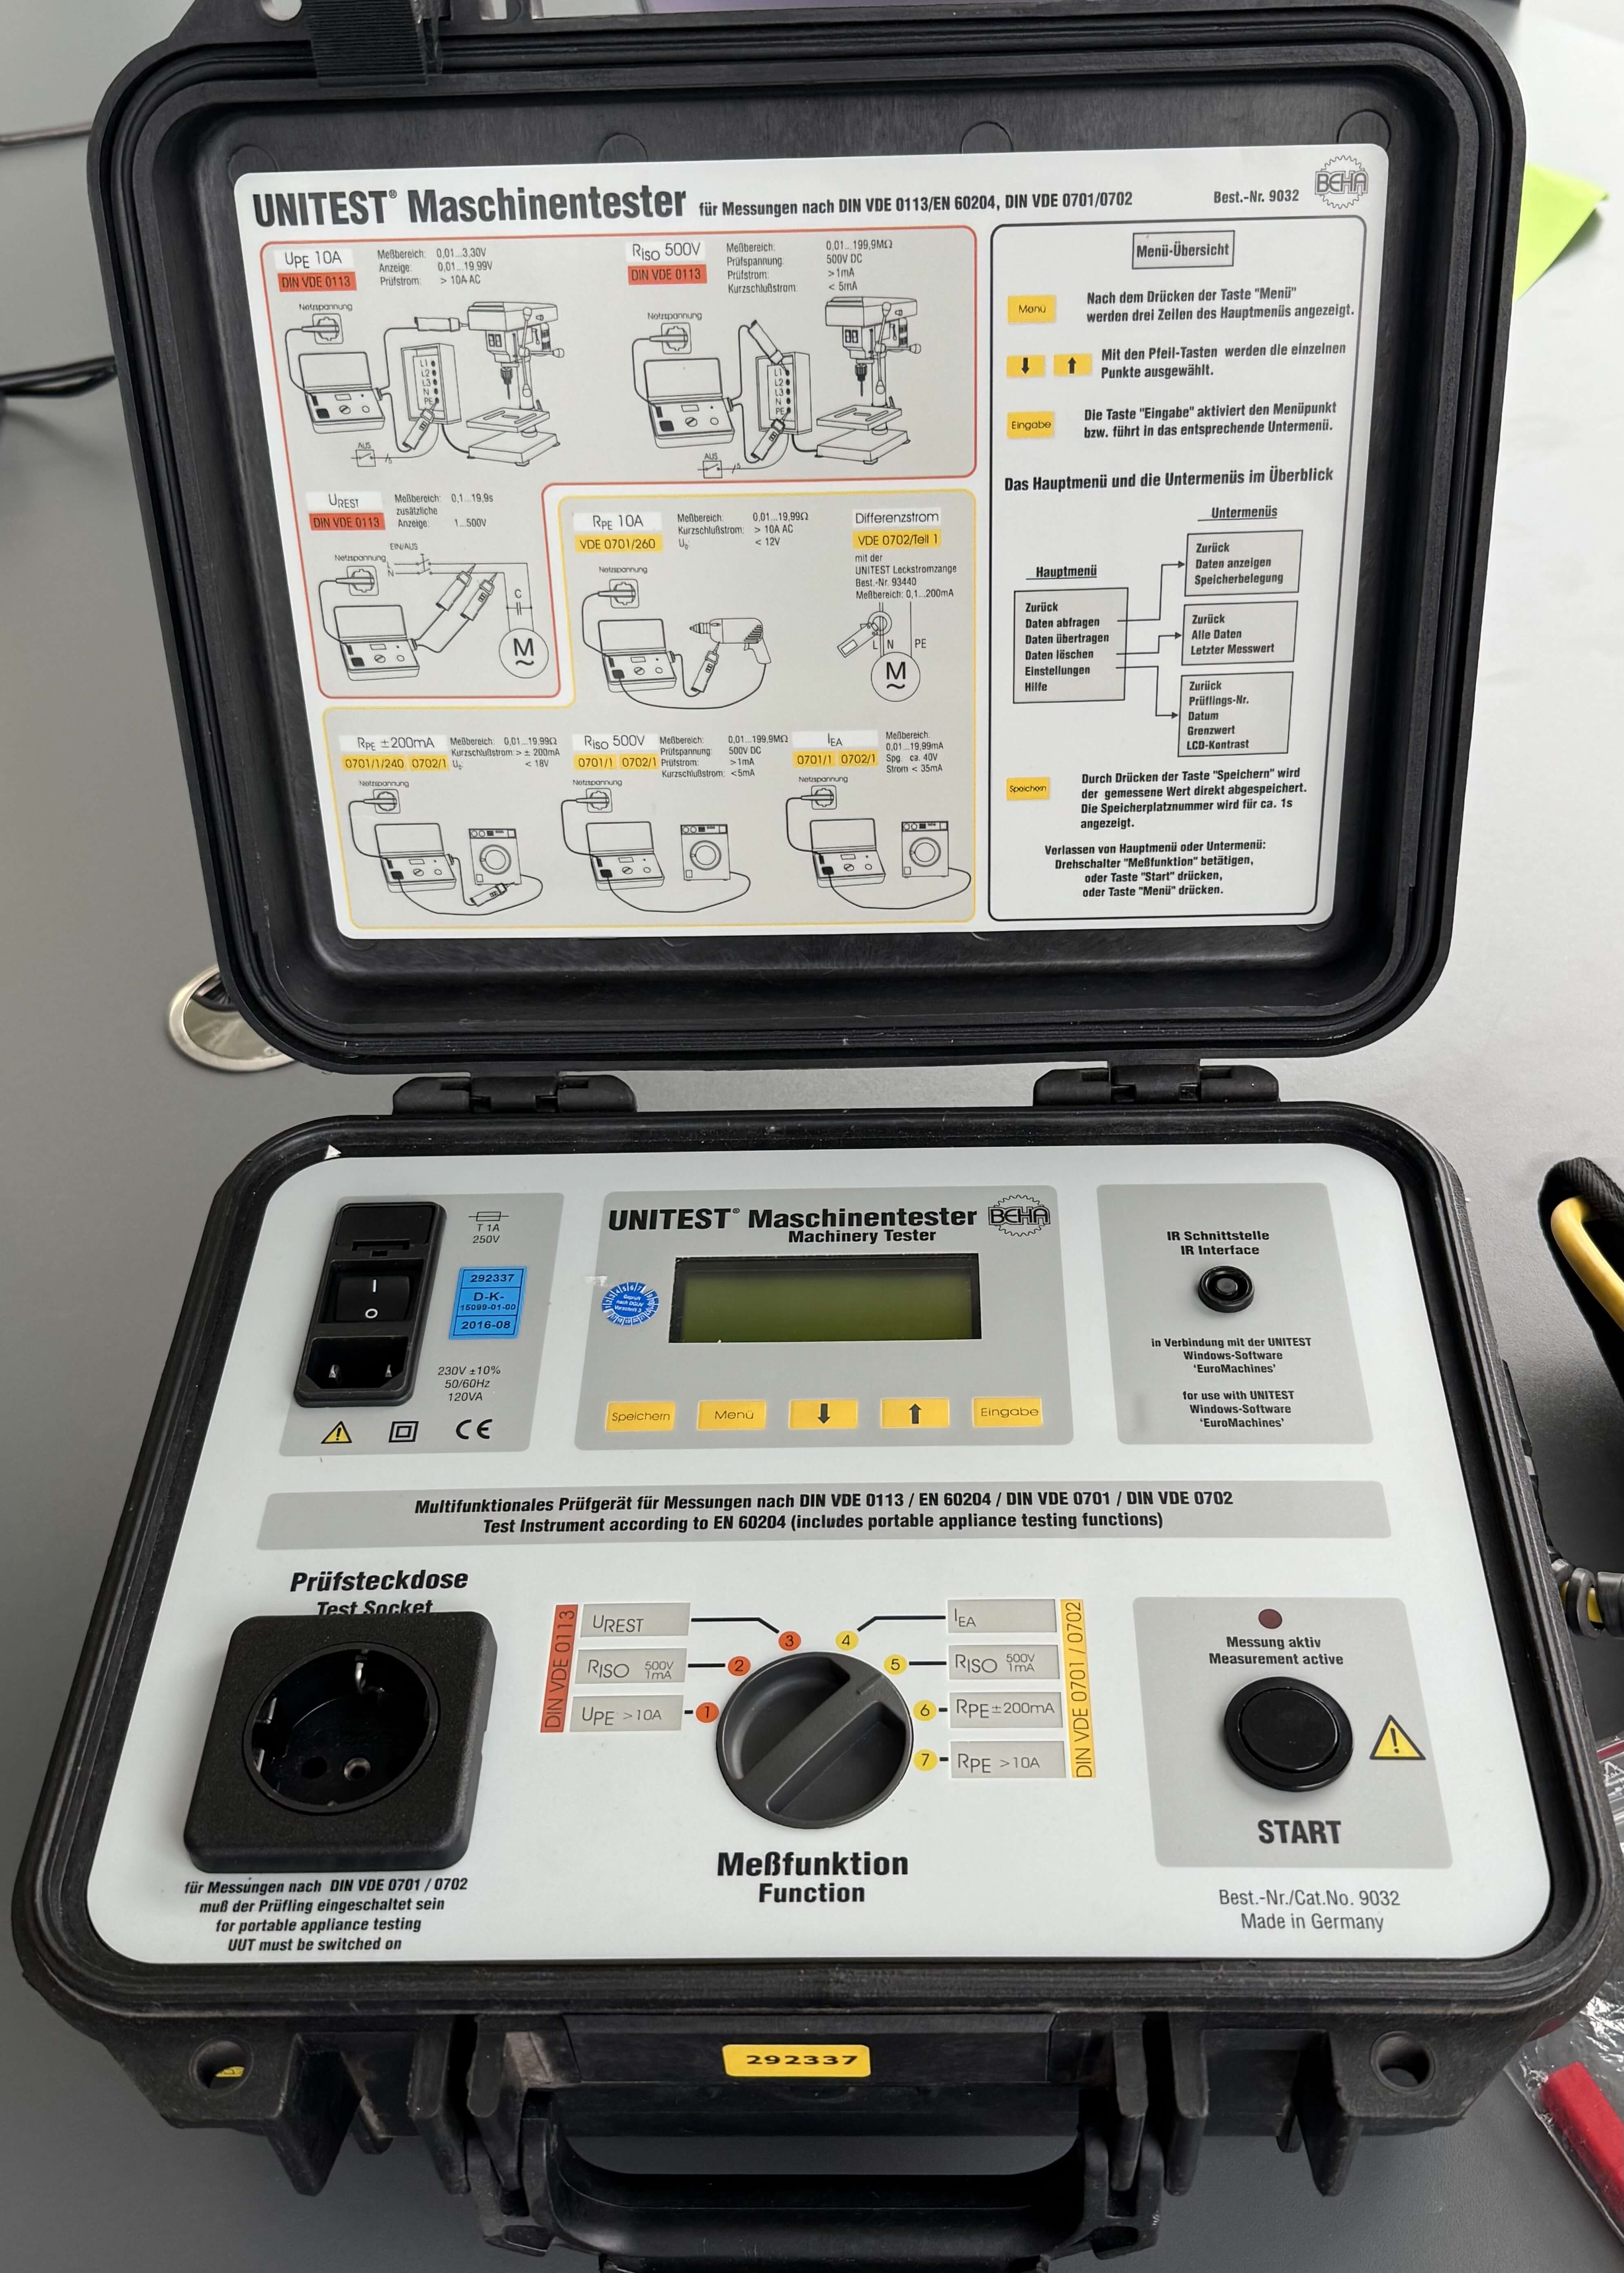 UNITEST® Maschinentester für Messungen nach DIN VDE 0113/EN 60204, DIN VDE 0701/0702
Best.-Nr. 9032
BEHA
UPE 10A
DIN VDE 0113
Meßbereich: 0,01...3,30V
Anzeige: 0,01...19,99V
Prüfstrom: > 10A AC
Netzspannung
L1
L2
L3
N
PE
AUS
RISO 500V
DIN VDE 0113
Meßbereich: 0,01...199,9MΩ
Prüfspannung: 500V DC
Prüfstrom: >1mA
Kurzschlußstrom: < 5mA
Netzspannung
L1
L2
L3
N
PE
AUS
UREST
DIN VDE 0113
Meßbereich: 0,1...19,9s
zusätzliche
Anzeige: 1...500V
EIN/AUS
Netzspannung
L
N
C
M
~
RPE 10A
VDE 0701/260
Meßbereich: 0,01...19,99Ω
Kurzschlußstrom: > 10A AC
U0: < 12V
Netzspannung
Differenzstrom
VDE 0702/Teil 1
mit der
UNITEST Leckstromzange
Best.-Nr. 93440
Meßbereich: 0,1...200mA
L N PE
M
~
RPE ±200mA
0701/1/240 0702/1
Meßbereich: 0,01...19,99Ω
Kurzschlußstrom: > ± 200mA
U0: < 18V
Netzspannung
RISO 500V
0701/1 0702/1
Meßbereich: 0,01...199,9MΩ
Prüfspannung: 500V DC
Prüfstrom: >1mA
Kurzschlußstrom: <5mA
Netzspannung
IEA
0701/1 0702/1
Meßbereich:
0,01...19,99mA
Spg. ca. 40V
Strom < 35mA
Netzspannung
Menü-Übersicht
Menü
Nach dem Drücken der Taste "Menü"
werden drei Zeilen des Hauptmenüs angezeigt.
⬇ ⬆
Mit den Pfeil-Tasten werden die einzelnen
Punkte ausgewählt.
Eingabe
Die Taste "Eingabe" aktiviert den Menüpunkt
bzw. führt in das entsprechende Untermenü.
Das Hauptmenü und die Untermenüs im Überblick
Hauptmenü
Zurück
Daten abfragen
Daten übertragen
Daten löschen
Einstellungen
Hilfe
Untermenüs
Zurück
Daten anzeigen
Speicherbelegung
Zurück
Alle Daten
Letzter Messwert
Zurück
Prüflings-Nr.
Datum
Grenzwert
LCD-Kontrast
Speichern
Durch Drücken der Taste "Speichern" wird
der gemessene Wert direkt abgespeichert.
Die Speicherplatznummer wird für ca. 1s
angezeigt.
Verlassen von Hauptmenü oder Untermenü:
Drehschalter "Meßfunktion" betätigen,
oder Taste "Start" drücken,
oder Taste "Menü" drücken.
T 1A
250V
I
O
292337
D-K-
15099-01-00
2016-08
230V ±10%
50/60Hz
120VA
CE
UNITEST® Maschinentester
Machinery Tester
BEHA
Geprüft
nach DGUV
Vorschrift 3
Speichern
Menü
⬇
⬆
Eingabe
IR Schnittstelle
IR Interface
in Verbindung mit der UNITEST
Windows-Software
'EuroMachines'
for use with UNITEST
Windows-Software
'EuroMachines'
Multifunktionales Prüfgerät für Messungen nach DIN VDE 0113 / EN 60204 / DIN VDE 0701 / DIN VDE 0702
Test Instrument according to EN 60204 (includes portable appliance testing functions)
Prüfsteckdose
Test Socket
für Messungen nach DIN VDE 0701 / 0702
muß der Prüfling eingeschaltet sein
for portable appliance testing
UUT must be switched on
DIN VDE 0113
UREST 3
RISO 500V 1mA 2
UPE >10A 1
4 IEA
5 RISO 500V 1mA
6 RPE ±200mA
7 RPE >10A
DIN VDE 0701 / 0702
Meßfunktion
Function
Messung aktiv
Measurement active
START
Best.-Nr./Cat.No. 9032
Made in Germany
292337